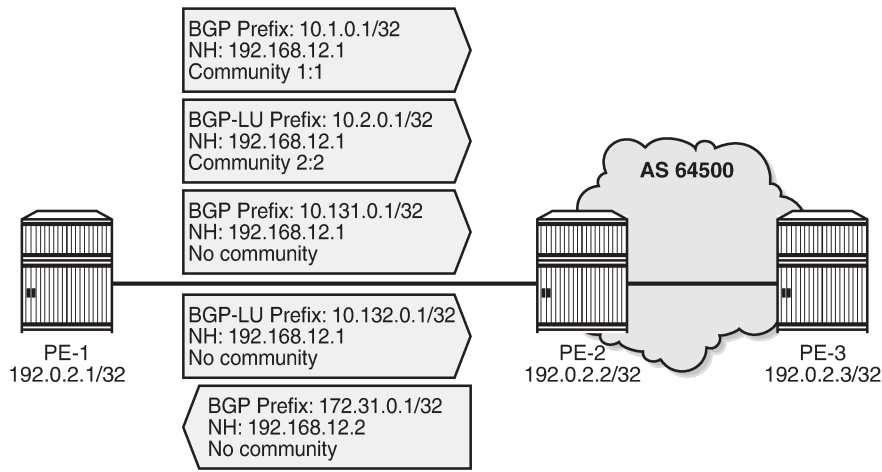 BGP Prefix: 10.1.0.1/32
NH: 192.168.12.1
Community 1:1
BGP-LU Prefix: 10.2.0.1/32
NH: 192.168.12.1
Community 2:2
AS 64500
BGP Prefix: 10.131.0.1/32
NH: 192.168.12.1
No community
BGP-LU Prefix: 10.132.0.1/32
NH: 192.168.12.1
No community
PE-1
192.0.2.1/32
PE-2
192.0.2.2/32
PE-3
192.0.2.3/32
BGP Prefix: 172.31.0.1/32
NH: 192.168.12.2
No community